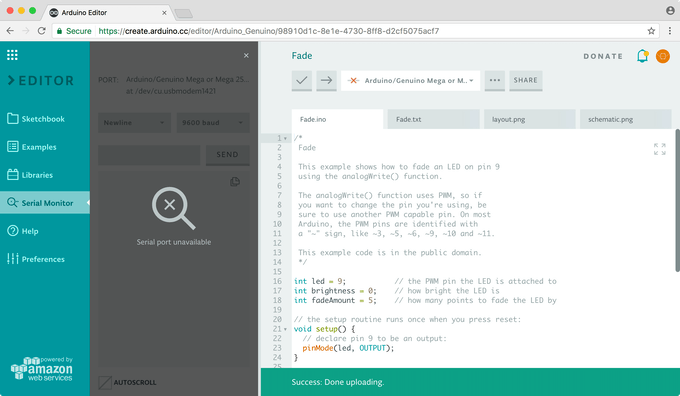 Arduino Editor
Secure https://create.arduino.cc/editor/Arduino_Genuino/98910d1c-8e1e-4730-8ff8-d2cf5075acf7
EDITOR
Sketchbook
Examples
Libraries
Serial Monitor
Help
Preferences
powered by
amazon
web services
PORT: Arduino/Genuino Mega or Mega 25...
as /dev/cu.usbmodem1421
Newline
9600 baud
SEND
Serial port unavailable
AUTOSCROLL
Fade
DONATE
Arduino/Genuino Mega or M...
SHARE
Fade.ino
Fade.txt
layout.png
schematic.png
1 /*
2 Fade
3
4 This example shows how to fade an LED on pin 9
5 using the analogWrite() function.
6
7 The analogWrite() function uses PWM, so if
8 you want to change the pin you're using, be
9 sure to use another PWM capable pin. On most
10 Arduino, the PWM pins are identified with
11 a "~" sign, like ~3, ~5, ~6, ~9, ~10 and ~11.
12
13 This example code is in the public domain.
14 */
15
16 int led = 9; // the PWM pin the LED is attached to
17 int brightness = 0; // how bright the LED is
18 int fadeAmount = 5; // how many points to fade the LED by
19
20 // the setup routine runs once when you press reset:
21 void setup() {
22 // declare pin 9 to be an output:
23 pinMode(led, OUTPUT);
24 }
25
Success: Done uploading.